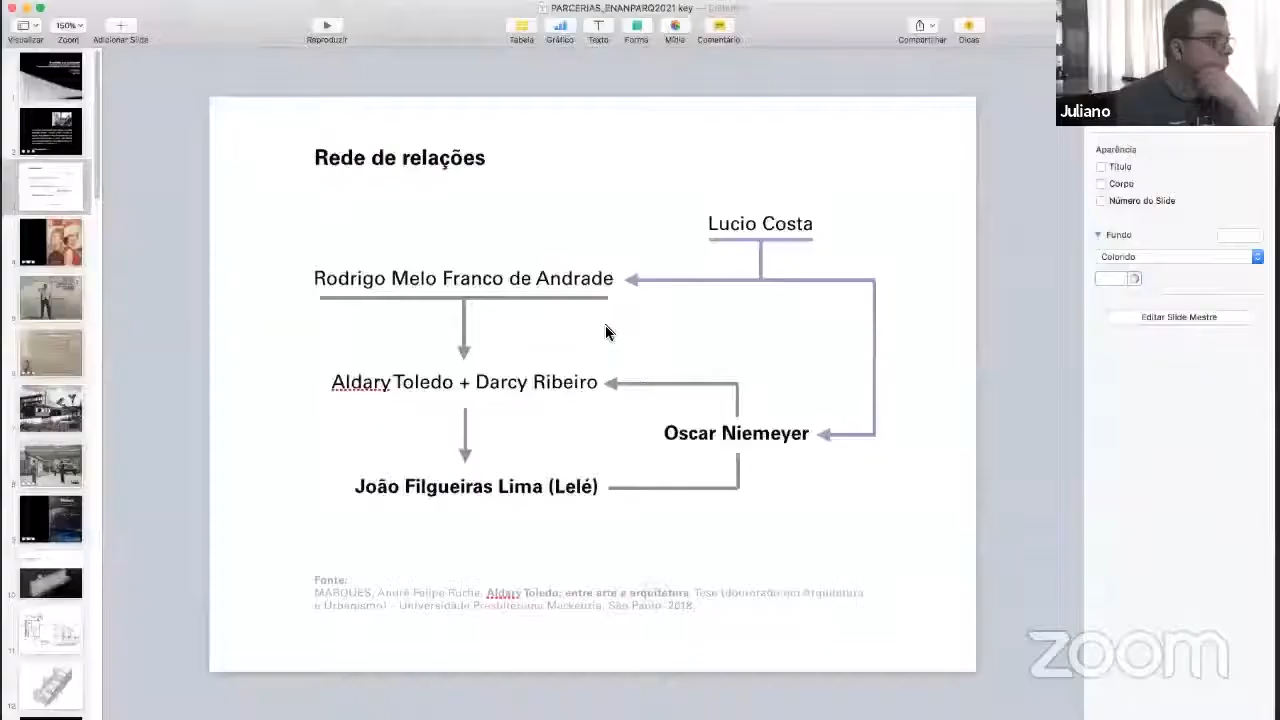 PARCERIAS_ENANPARQ2021.key — Editado
150%
Visualizar
Zoom
Adicionar Slide
Reproduzir
Tabela
Gráfico
Texto
Forma
Mídia
Comentário
Compartilhar
Dicas
Juliano
Aparência
Título
Corpo
Número do Slide
Fundo
Colorido
Editar Slide Mestre
Rede de relações
Lucio Costa
Rodrigo Melo Franco de Andrade
Aldary Toledo + Darcy Ribeiro
Oscar Niemeyer
João Filgueiras Lima (Lelé)
Fonte:
MARQUES, André Felipe Rocha. Aldary Toledo: entre arte e arquitetura. Tese (doutorado em Arquitetura
e Urbanismo) – Universidade Presbiteriana Mackenzie, São Paulo, 2018.
zoom